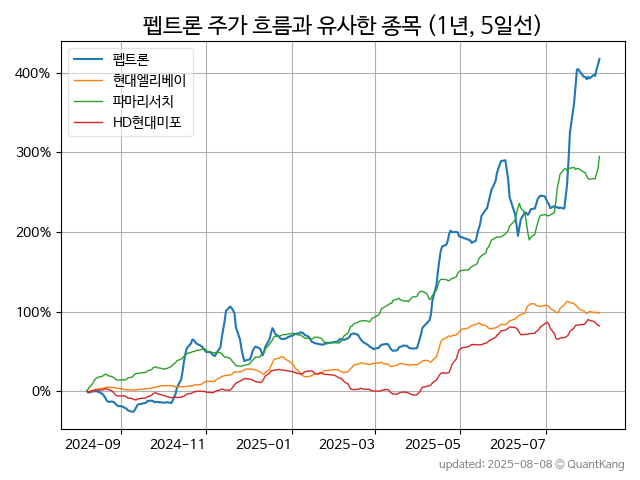 펩트론 주가 흐름과 유사한 종목 (1년, 5일선)
펩트론
현대엘리베이
파마리서치
HD현대미포
400%
300%
200%
100%
0%
2024-09
2024-11
2025-01
2025-03
2025-05
2025-07
updated: 2025-08-08 © QuantKang